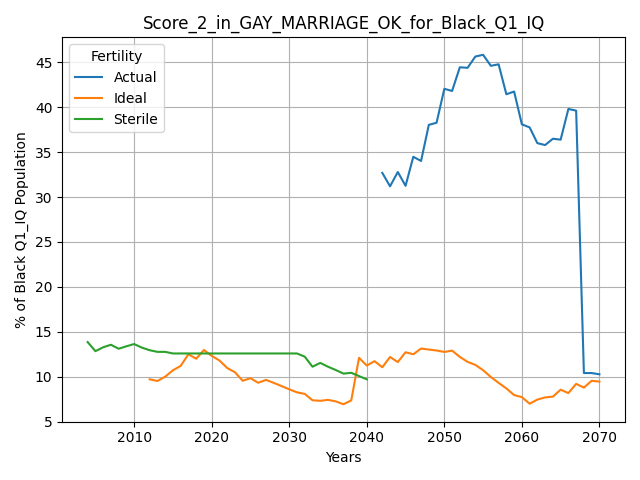 Score_2_in_GAY_MARRIAGE_OK_for_Black_Q1_IQ
% of Black Q1_IQ Population
45
40
35
30
25
20
15
10
5
Fertility
Actual
Ideal
Sterile
2010 2020 2030 2040 2050 2060 2070
Years